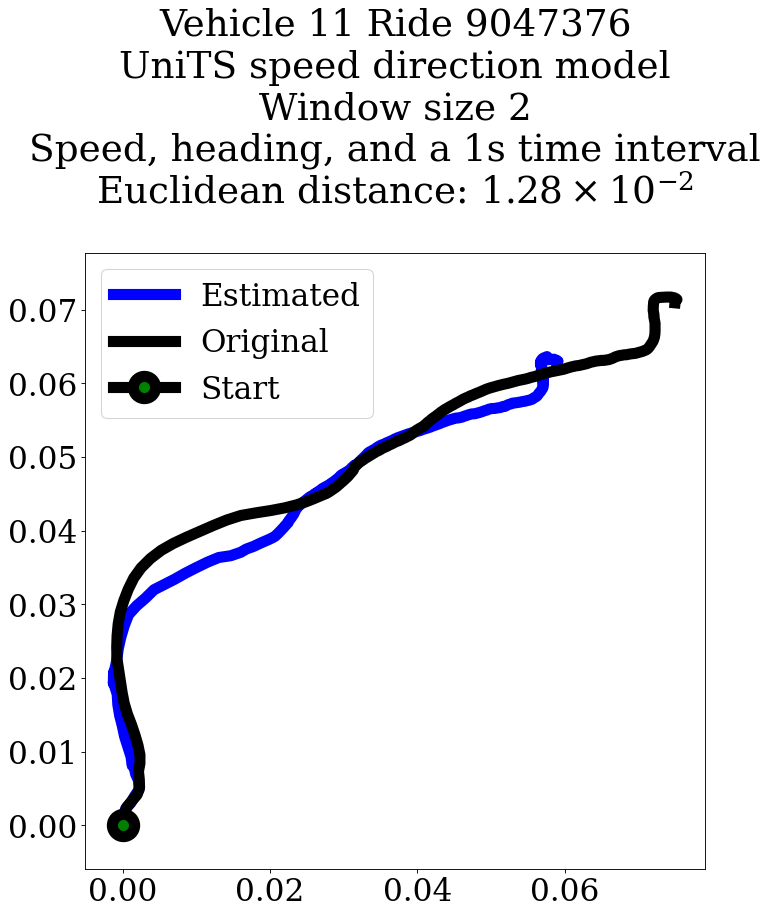 Vehicle 11 Ride 9047376
UniTS speed direction model
Window size 2
Speed, heading, and a 1s time interval
Euclidean distance: 1.28 × 10⁻²
Estimated
Original
Start
0.07
0.06
0.05
0.04
0.03
0.02
0.01
0.00
0.00 0.02 0.04 0.06